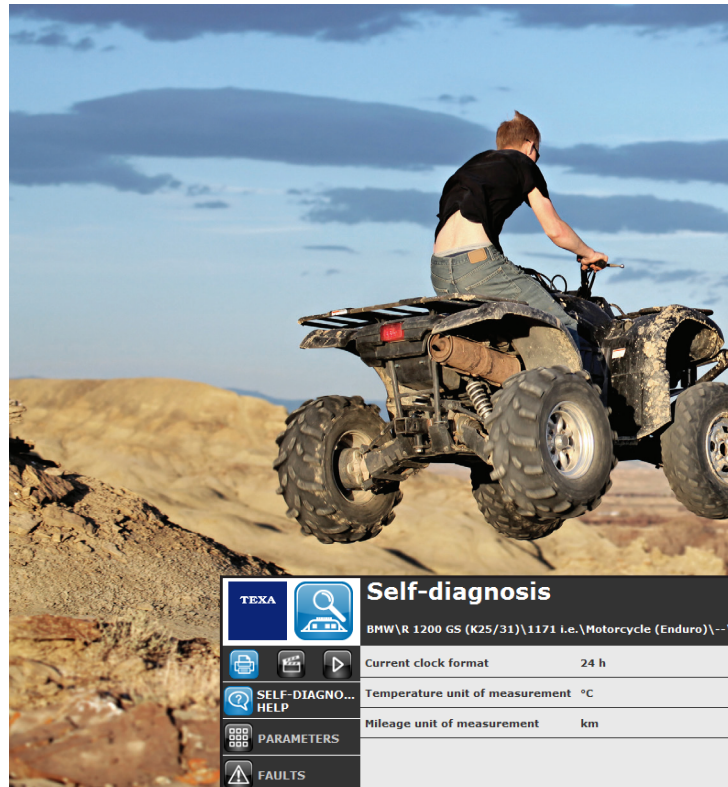 TEXA
Self-diagnosis
BMW\R 1200 GS (K25/31)\1171 i.e.\Motorcycle (Enduro)\--\
Current clock format 24 h
SELF-DIAGNO...
HELP
Temperature unit of measurement °C
PARAMETERS
Mileage unit of measurement km
FAULTS